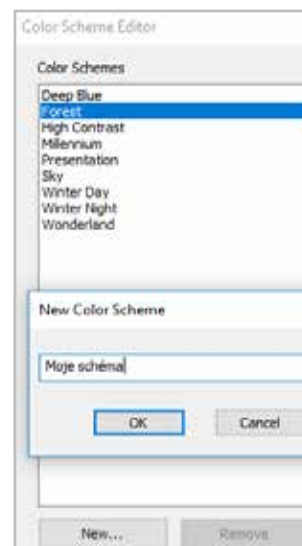 Color Scheme Editor
Color Schemes
Deep Blue
Forest
High Contrast
Millennium
Presentation
Sky
Winter Day
Winter Night
Wonderland
New Color Scheme
Moje schéma
OK Cancel
New... Remove